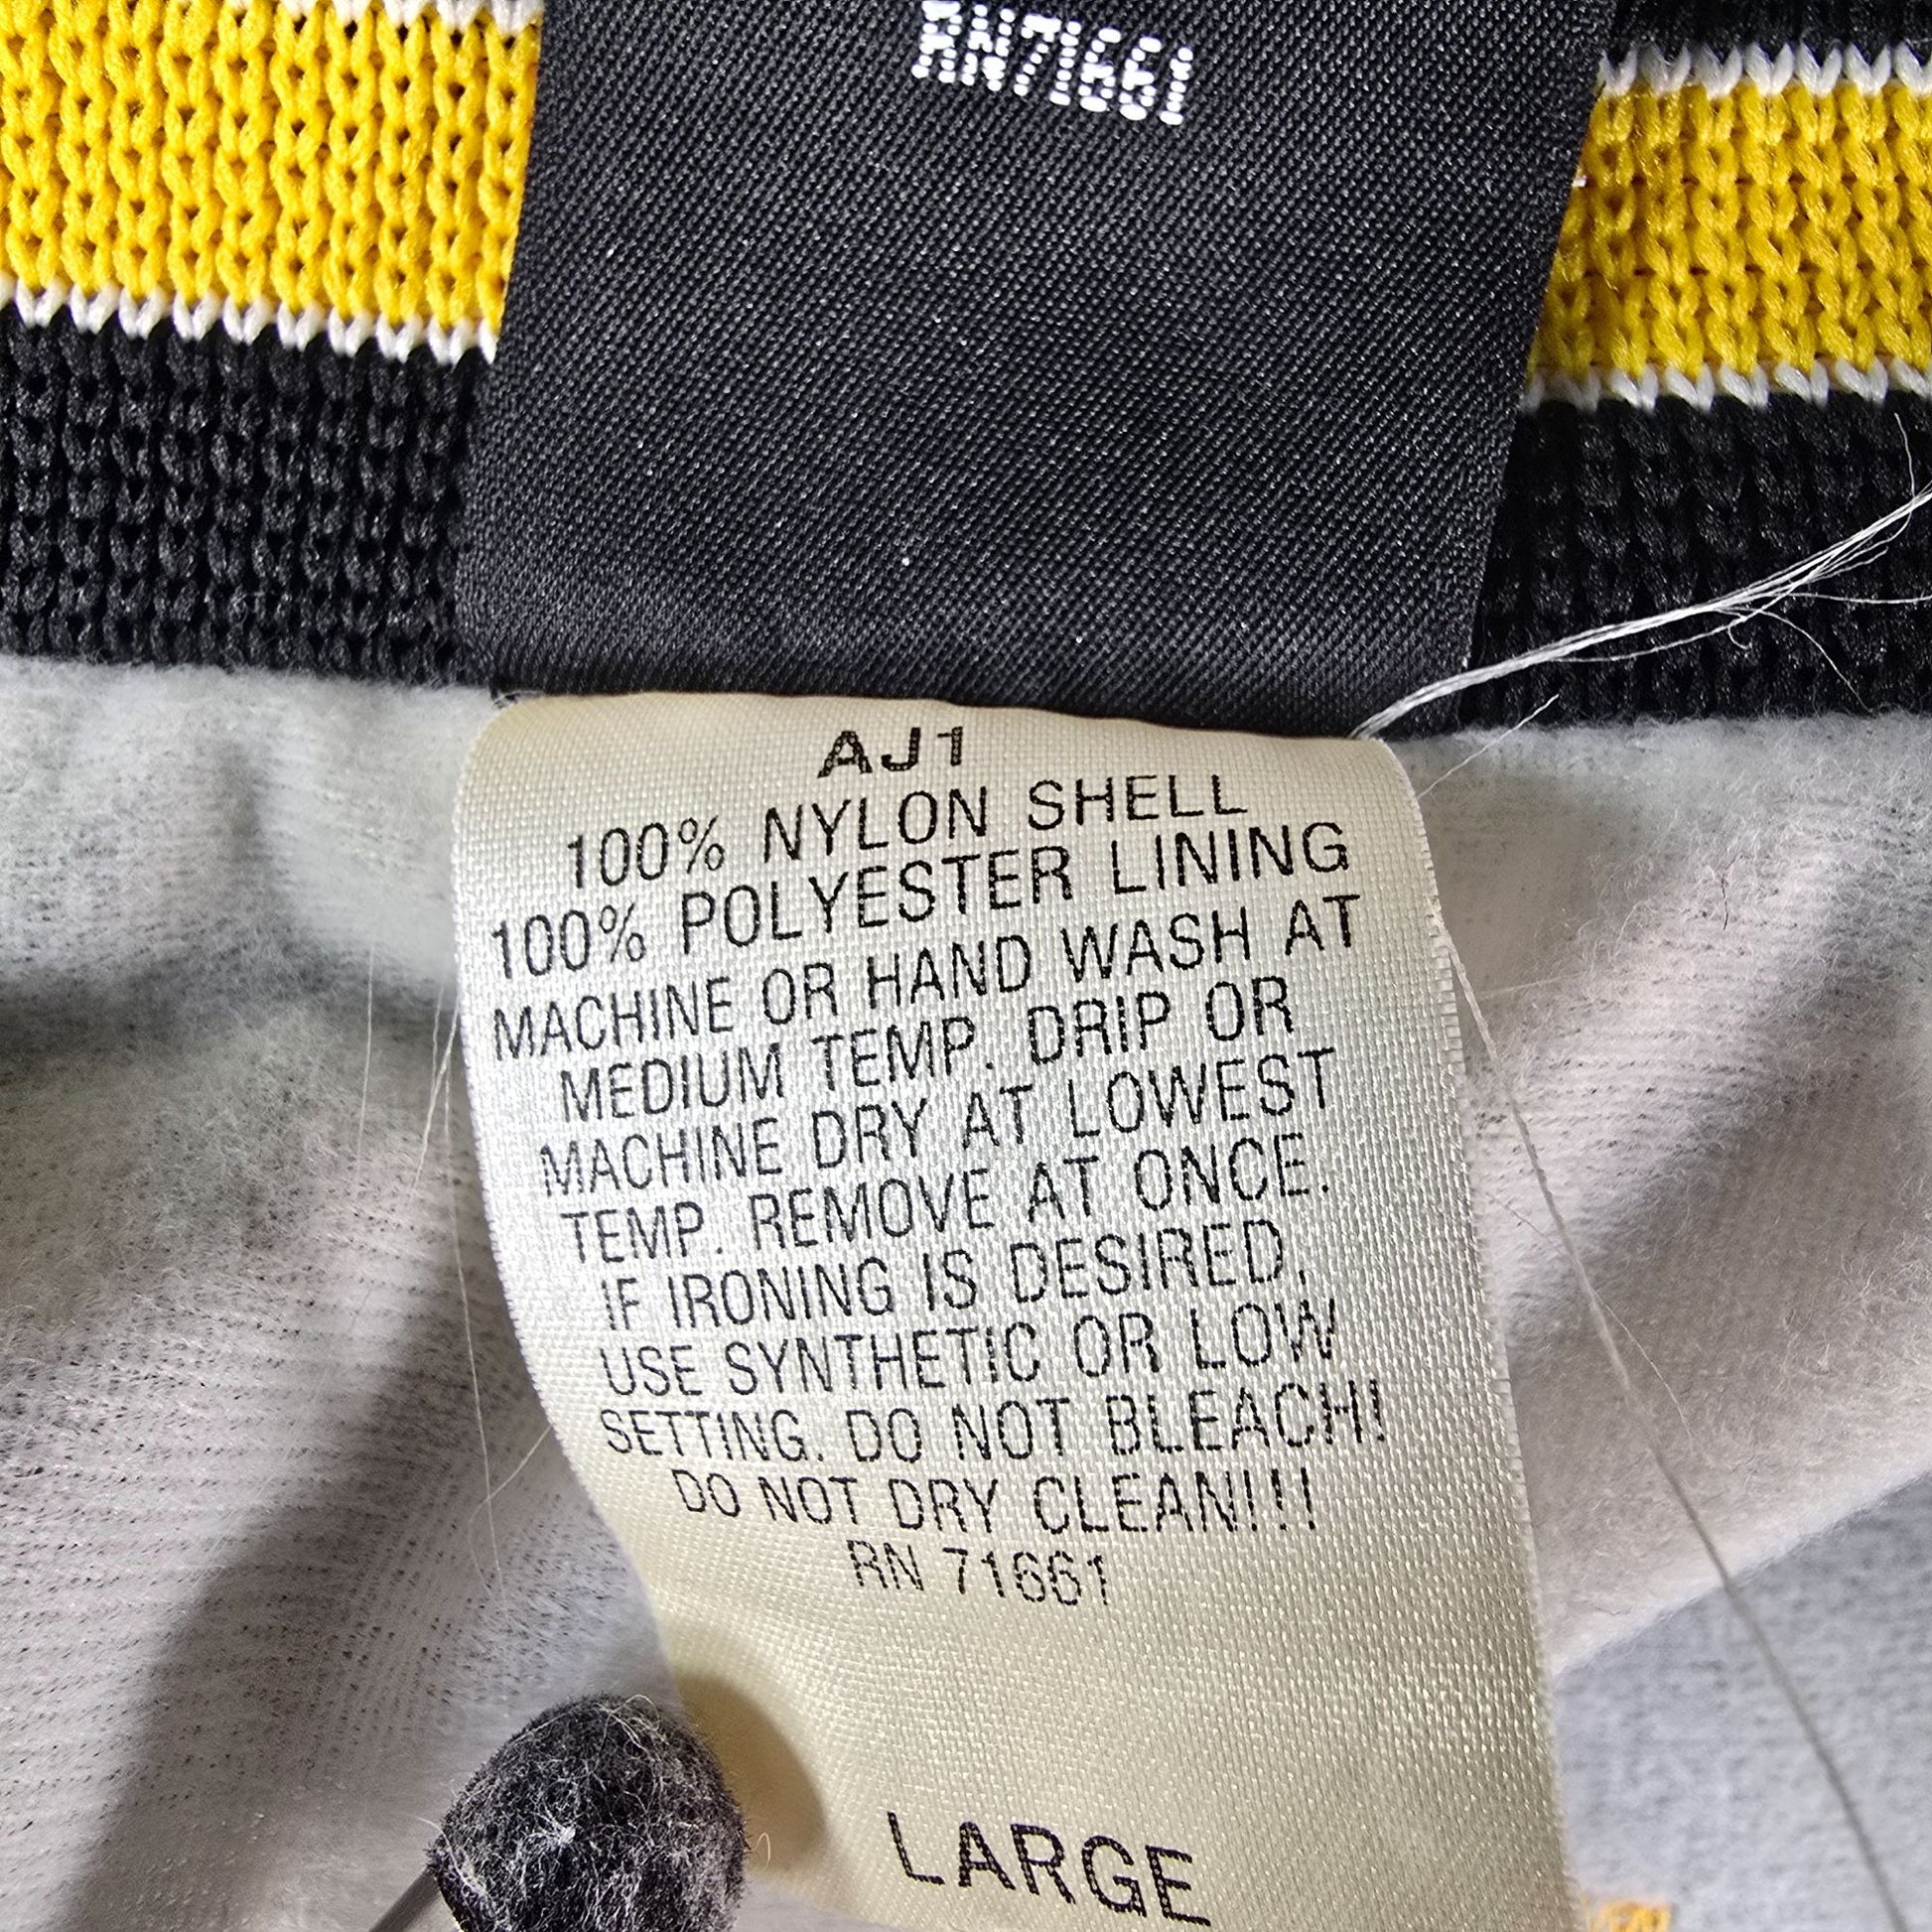 RN71661
AJ1
100% NYLON SHELL
100% POLYESTER LINING
MACHINE OR HAND WASH AT
MEDIUM TEMP. DRIP OR
MACHINE DRY AT LOWEST
TEMP. REMOVE AT ONCE.
IF IRONING IS DESIRED,
USE SYNTHETIC OR LOW
SETTING. DO NOT BLEACH!
DO NOT DRY CLEAN!!!
RN 71661
LARGE